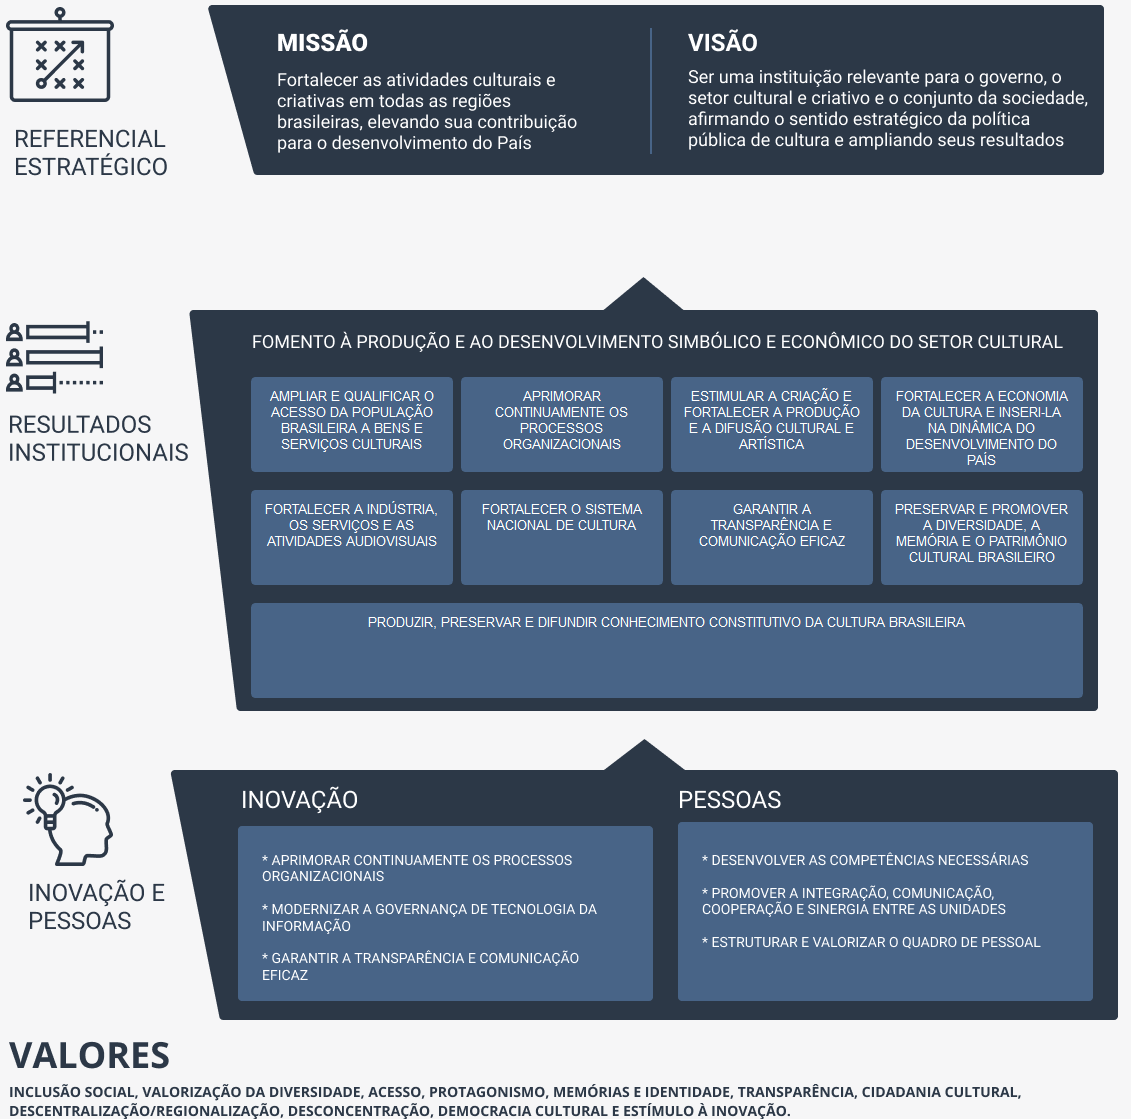 REFERENCIAL
ESTRATÉGICO
MISSÃO
Fortalecer as atividades culturais e
criativas em todas as regiões
brasileiras, elevando sua contribuição
para o desenvolvimento do País
VISÃO
Ser uma instituição relevante para o governo, o
setor cultural e criativo e o conjunto da sociedade,
afirmando o sentido estratégico da política
pública de cultura e ampliando seus resultados
RESULTADOS
INSTITUCIONAIS
FOMENTO À PRODUÇÃO E AO DESENVOLVIMENTO SIMBÓLICO E ECONÔMICO DO SETOR CULTURAL
AMPLIAR E QUALIFICAR O
ACESSO DA POPULAÇÃO
BRASILEIRA A BENS E
SERVIÇOS CULTURAIS
APRIMORAR
CONTINUAMENTE OS
PROCESSOS
ORGANIZACIONAIS
ESTIMULAR A CRIAÇÃO E
FORTALECER A PRODUÇÃO
E A DIFUSÃO CULTURAL E
ARTÍSTICA
FORTALECER A ECONOMIA
DA CULTURA E INSERI-LA
NA DINÂMICA DO
DESENVOLVIMENTO DO
PAÍS
FORTALECER A INDÚSTRIA,
OS SERVIÇOS E AS
ATIVIDADES AUDIOVISUAIS
FORTALECER O SISTEMA
NACIONAL DE CULTURA
GARANTIR A
TRANSPARÊNCIA E
COMUNICAÇÃO EFICAZ
PRESERVAR E PROMOVER
A DIVERSIDADE, A
MEMÓRIA E O PATRIMÔNIO
CULTURAL BRASILEIRO
PRODUZIR, PRESERVAR E DIFUNDIR CONHECIMENTO CONSTITUTIVO DA CULTURA BRASILEIRA
INOVAÇÃO E
PESSOAS
INOVAÇÃO
* APRIMORAR CONTINUAMENTE OS PROCESSOS
ORGANIZACIONAIS
* MODERNIZAR A GOVERNANÇA DE TECNOLOGIA DA
INFORMAÇÃO
* GARANTIR A TRANSPARÊNCIA E COMUNICAÇÃO
EFICAZ
PESSOAS
* DESENVOLVER AS COMPETÊNCIAS NECESSÁRIAS
* PROMOVER A INTEGRAÇÃO, COMUNICAÇÃO,
COOPERAÇÃO E SINERGIA ENTRE AS UNIDADES
* ESTRUTURAR E VALORIZAR O QUADRO DE PESSOAL
VALORES
INCLUSÃO SOCIAL, VALORIZAÇÃO DA DIVERSIDADE, ACESSO, PROTAGONISMO, MEMÓRIAS E IDENTIDADE, TRANSPARÊNCIA, CIDADANIA CULTURAL,
DESCENTRALIZAÇÃO/REGIONALIZAÇÃO, DESCONCENTRAÇÃO, DEMOCRACIA CULTURAL E ESTÍMULO À INOVAÇÃO.